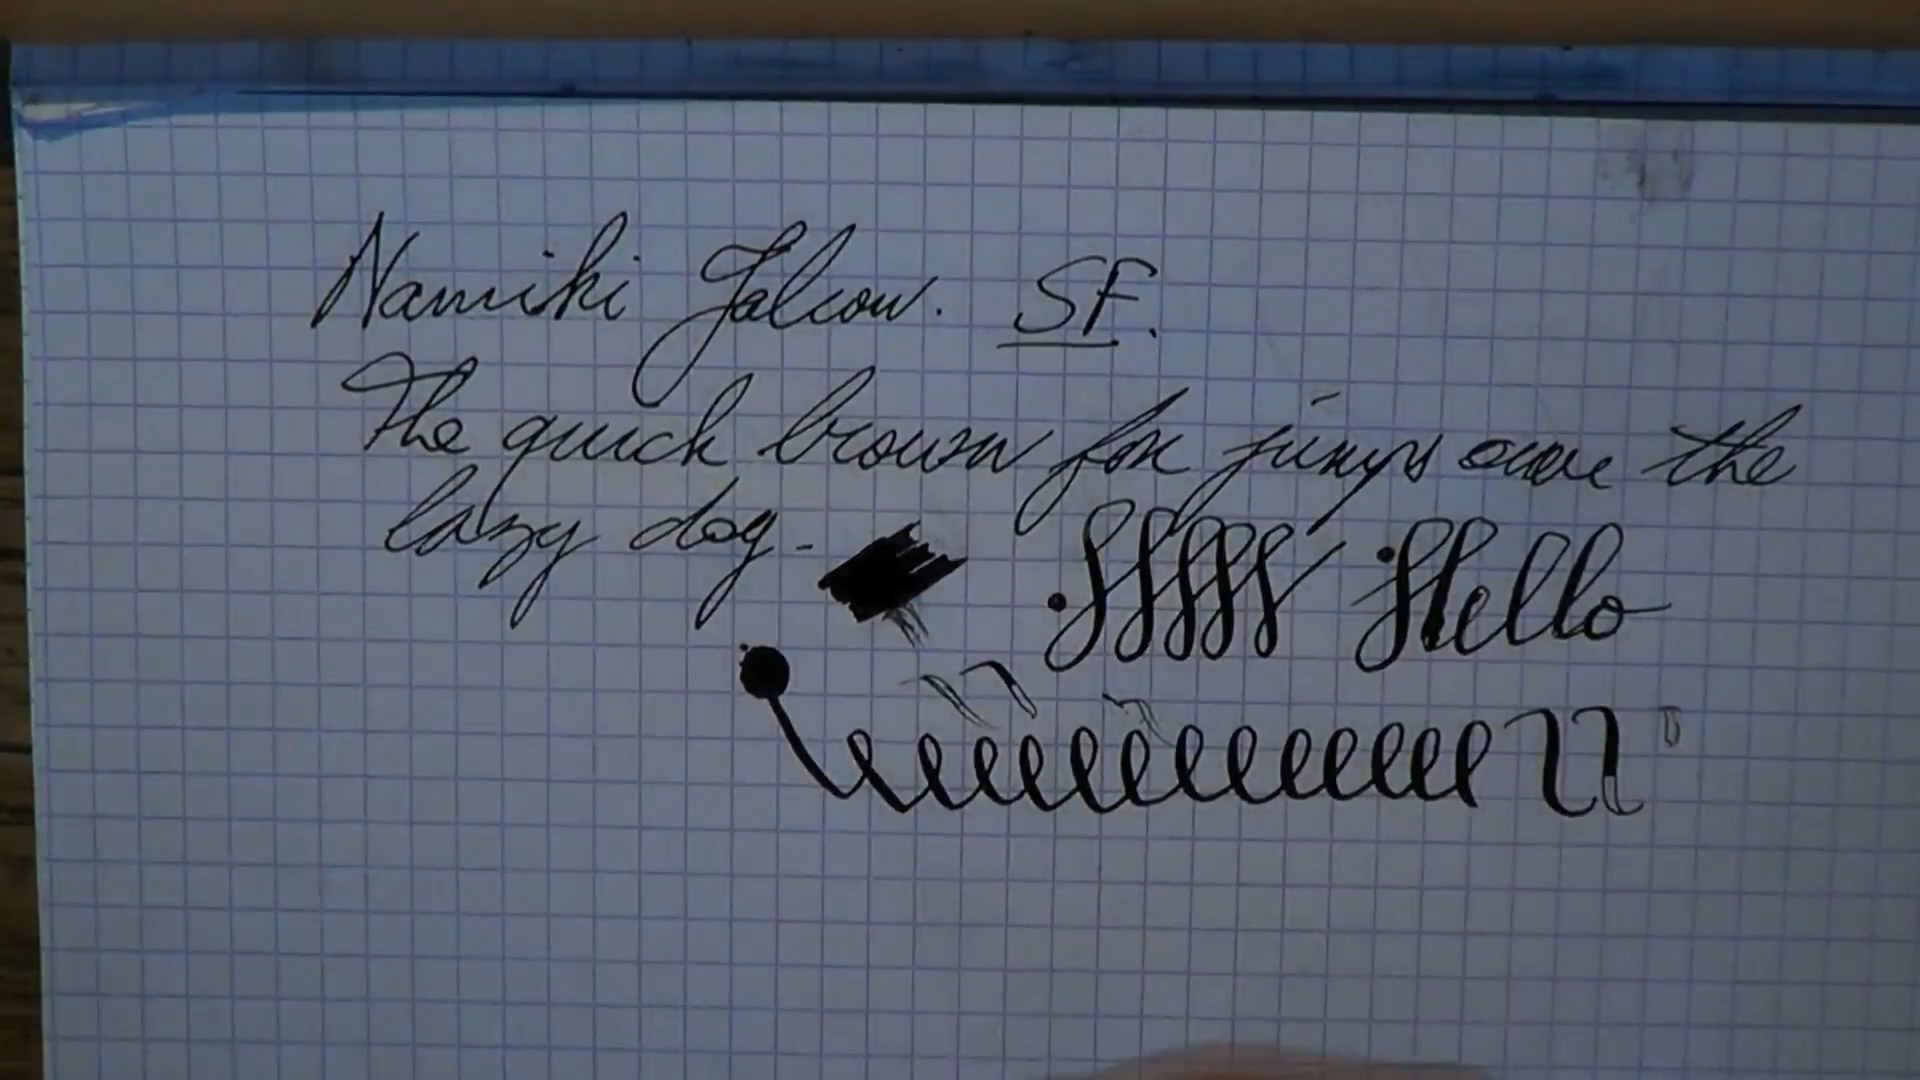 Namiki Falcon. SF.
The quick brown fox jumps over the
lazy dog-
Hello